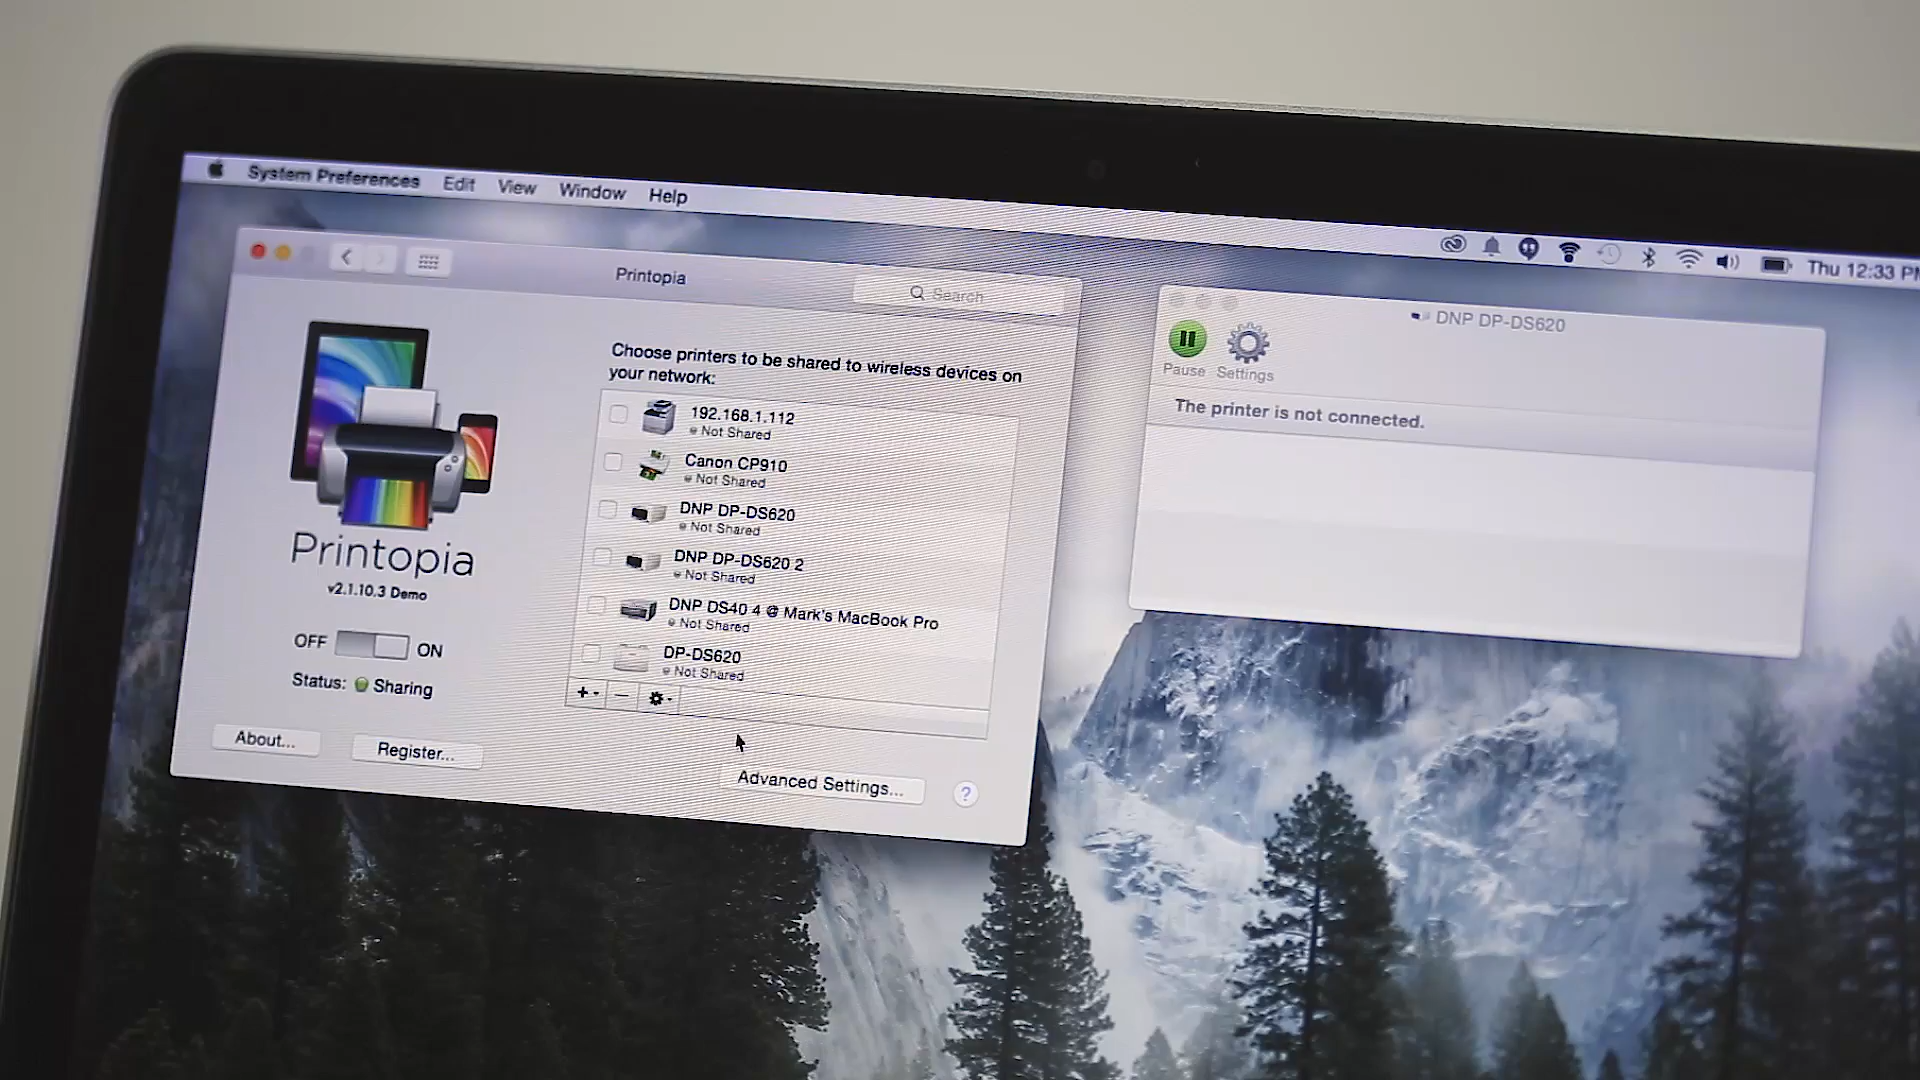 System Preferences Edit View Window Help
Thu 12:33 PM
Printopia
Search
Choose printers to be shared to wireless devices on
your network:
192.168.1.112
Not Shared
Canon CP910
Not Shared
DNP DP-DS620
Not Shared
DNP DP-DS620 2
Not Shared
DNP DS40 4 @ Mark's MacBook Pro
Not Shared
DP-DS620
Not Shared
Printopia
v2.1.10.3 Demo
OFF ON
Status: Sharing
About...
Register...
Advanced Settings...
?
DNP DP-DS620
Pause Settings
The printer is not connected.